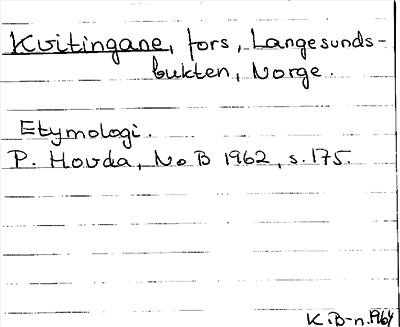 Kvitingane, fors, Langesunds-
bukten, Norge.
Etymologi.
P. Hovda, NoB 1962, s. 175.
K.B-n. 1964